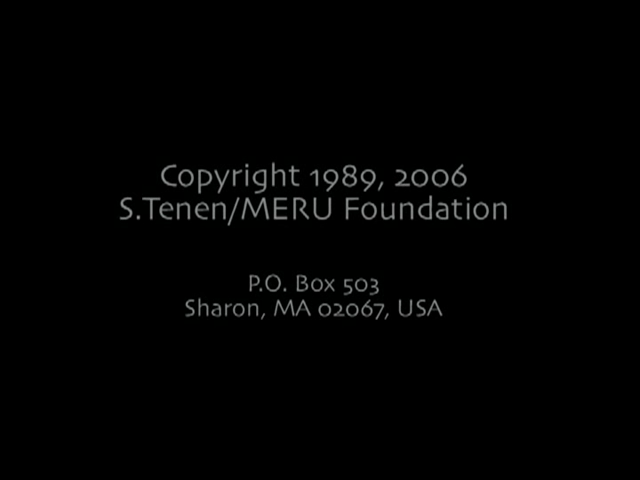 Copyright 1989, 2006
S.Tenen/MERU Foundation
P.O. Box 503
Sharon, MA 02067, USA